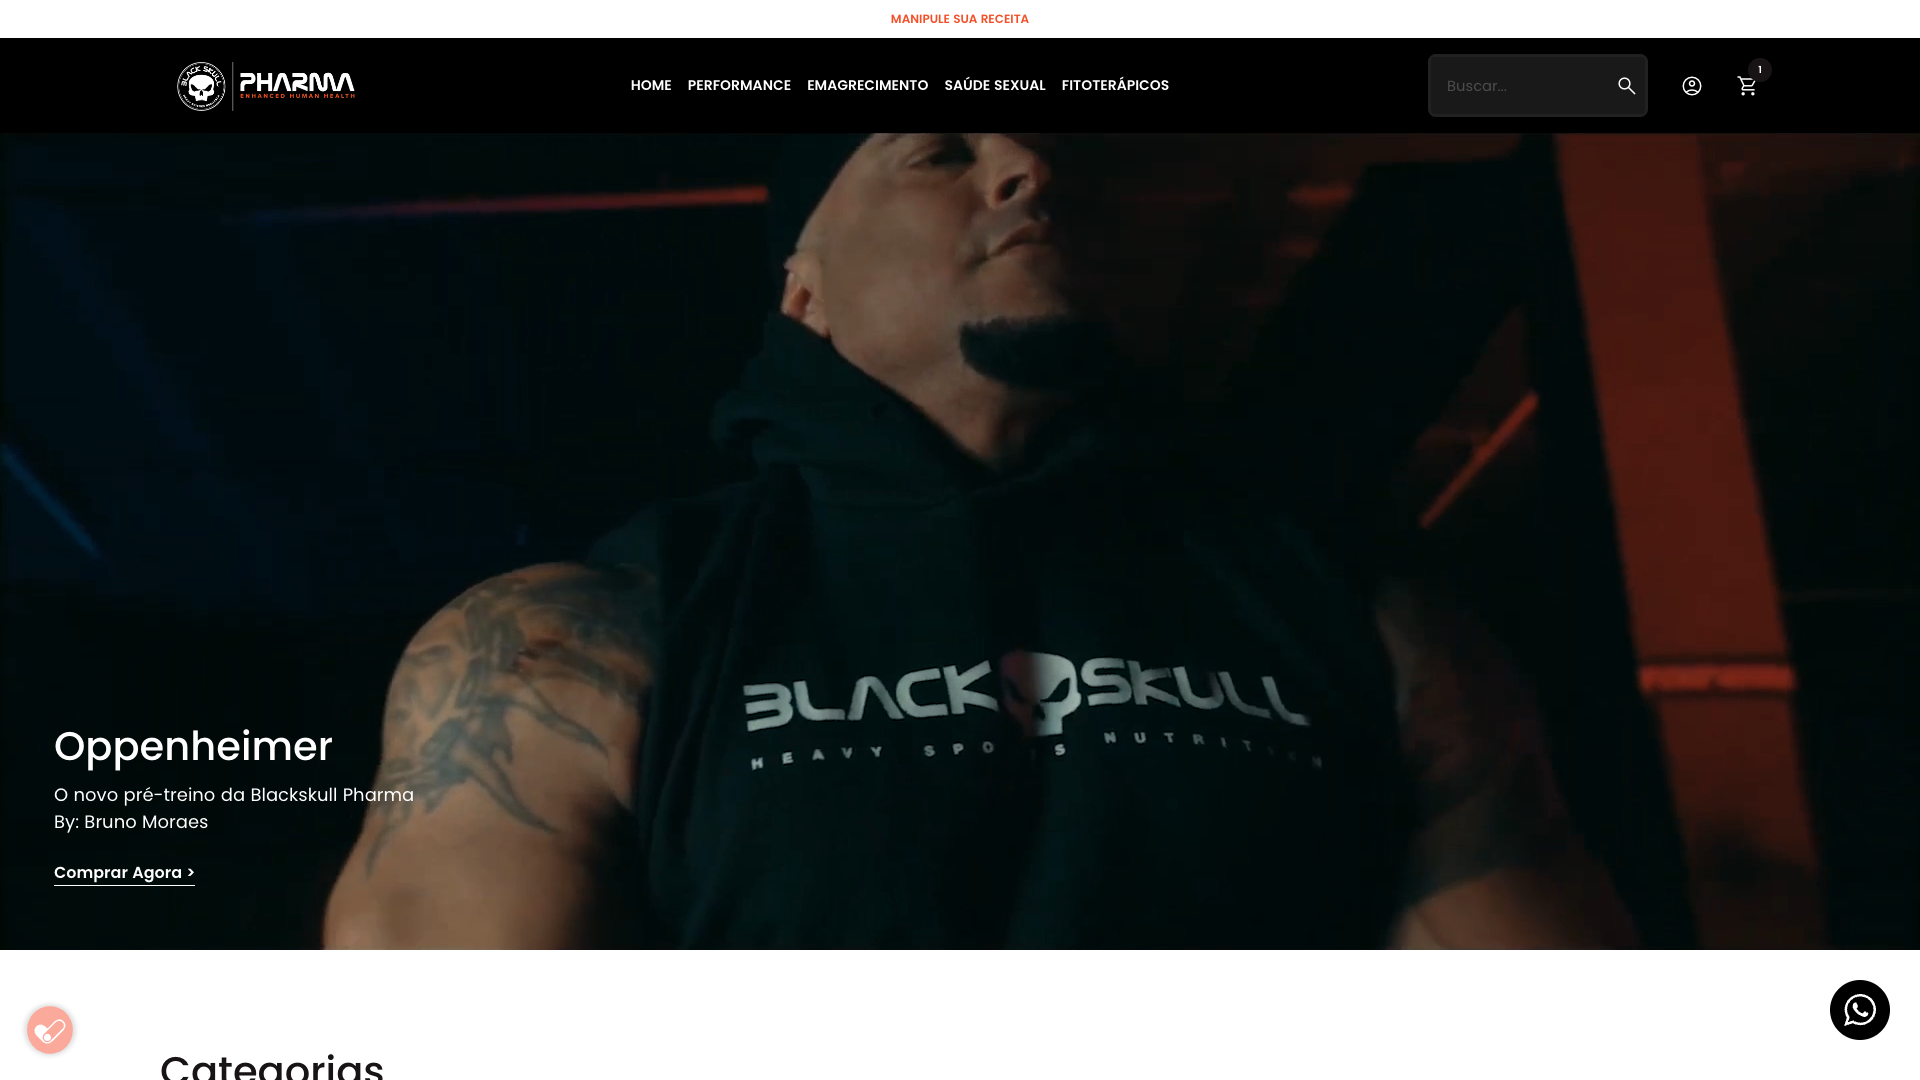 MANIPULE SUA RECEITA
BLACK SKULL
PHARMA
ENHANCED HUMAN HEALTH
HOME PERFORMANCE EMAGRECIMENTO SAÚDE SEXUAL FITOTERÁPICOS
Buscar...
1
BLACK SKULL
HEAVY SPO S NUTRIT N
Oppenheimer
O novo pré-treino da Blackskull Pharma
By: Bruno Moraes
Comprar Agora >
Categorias